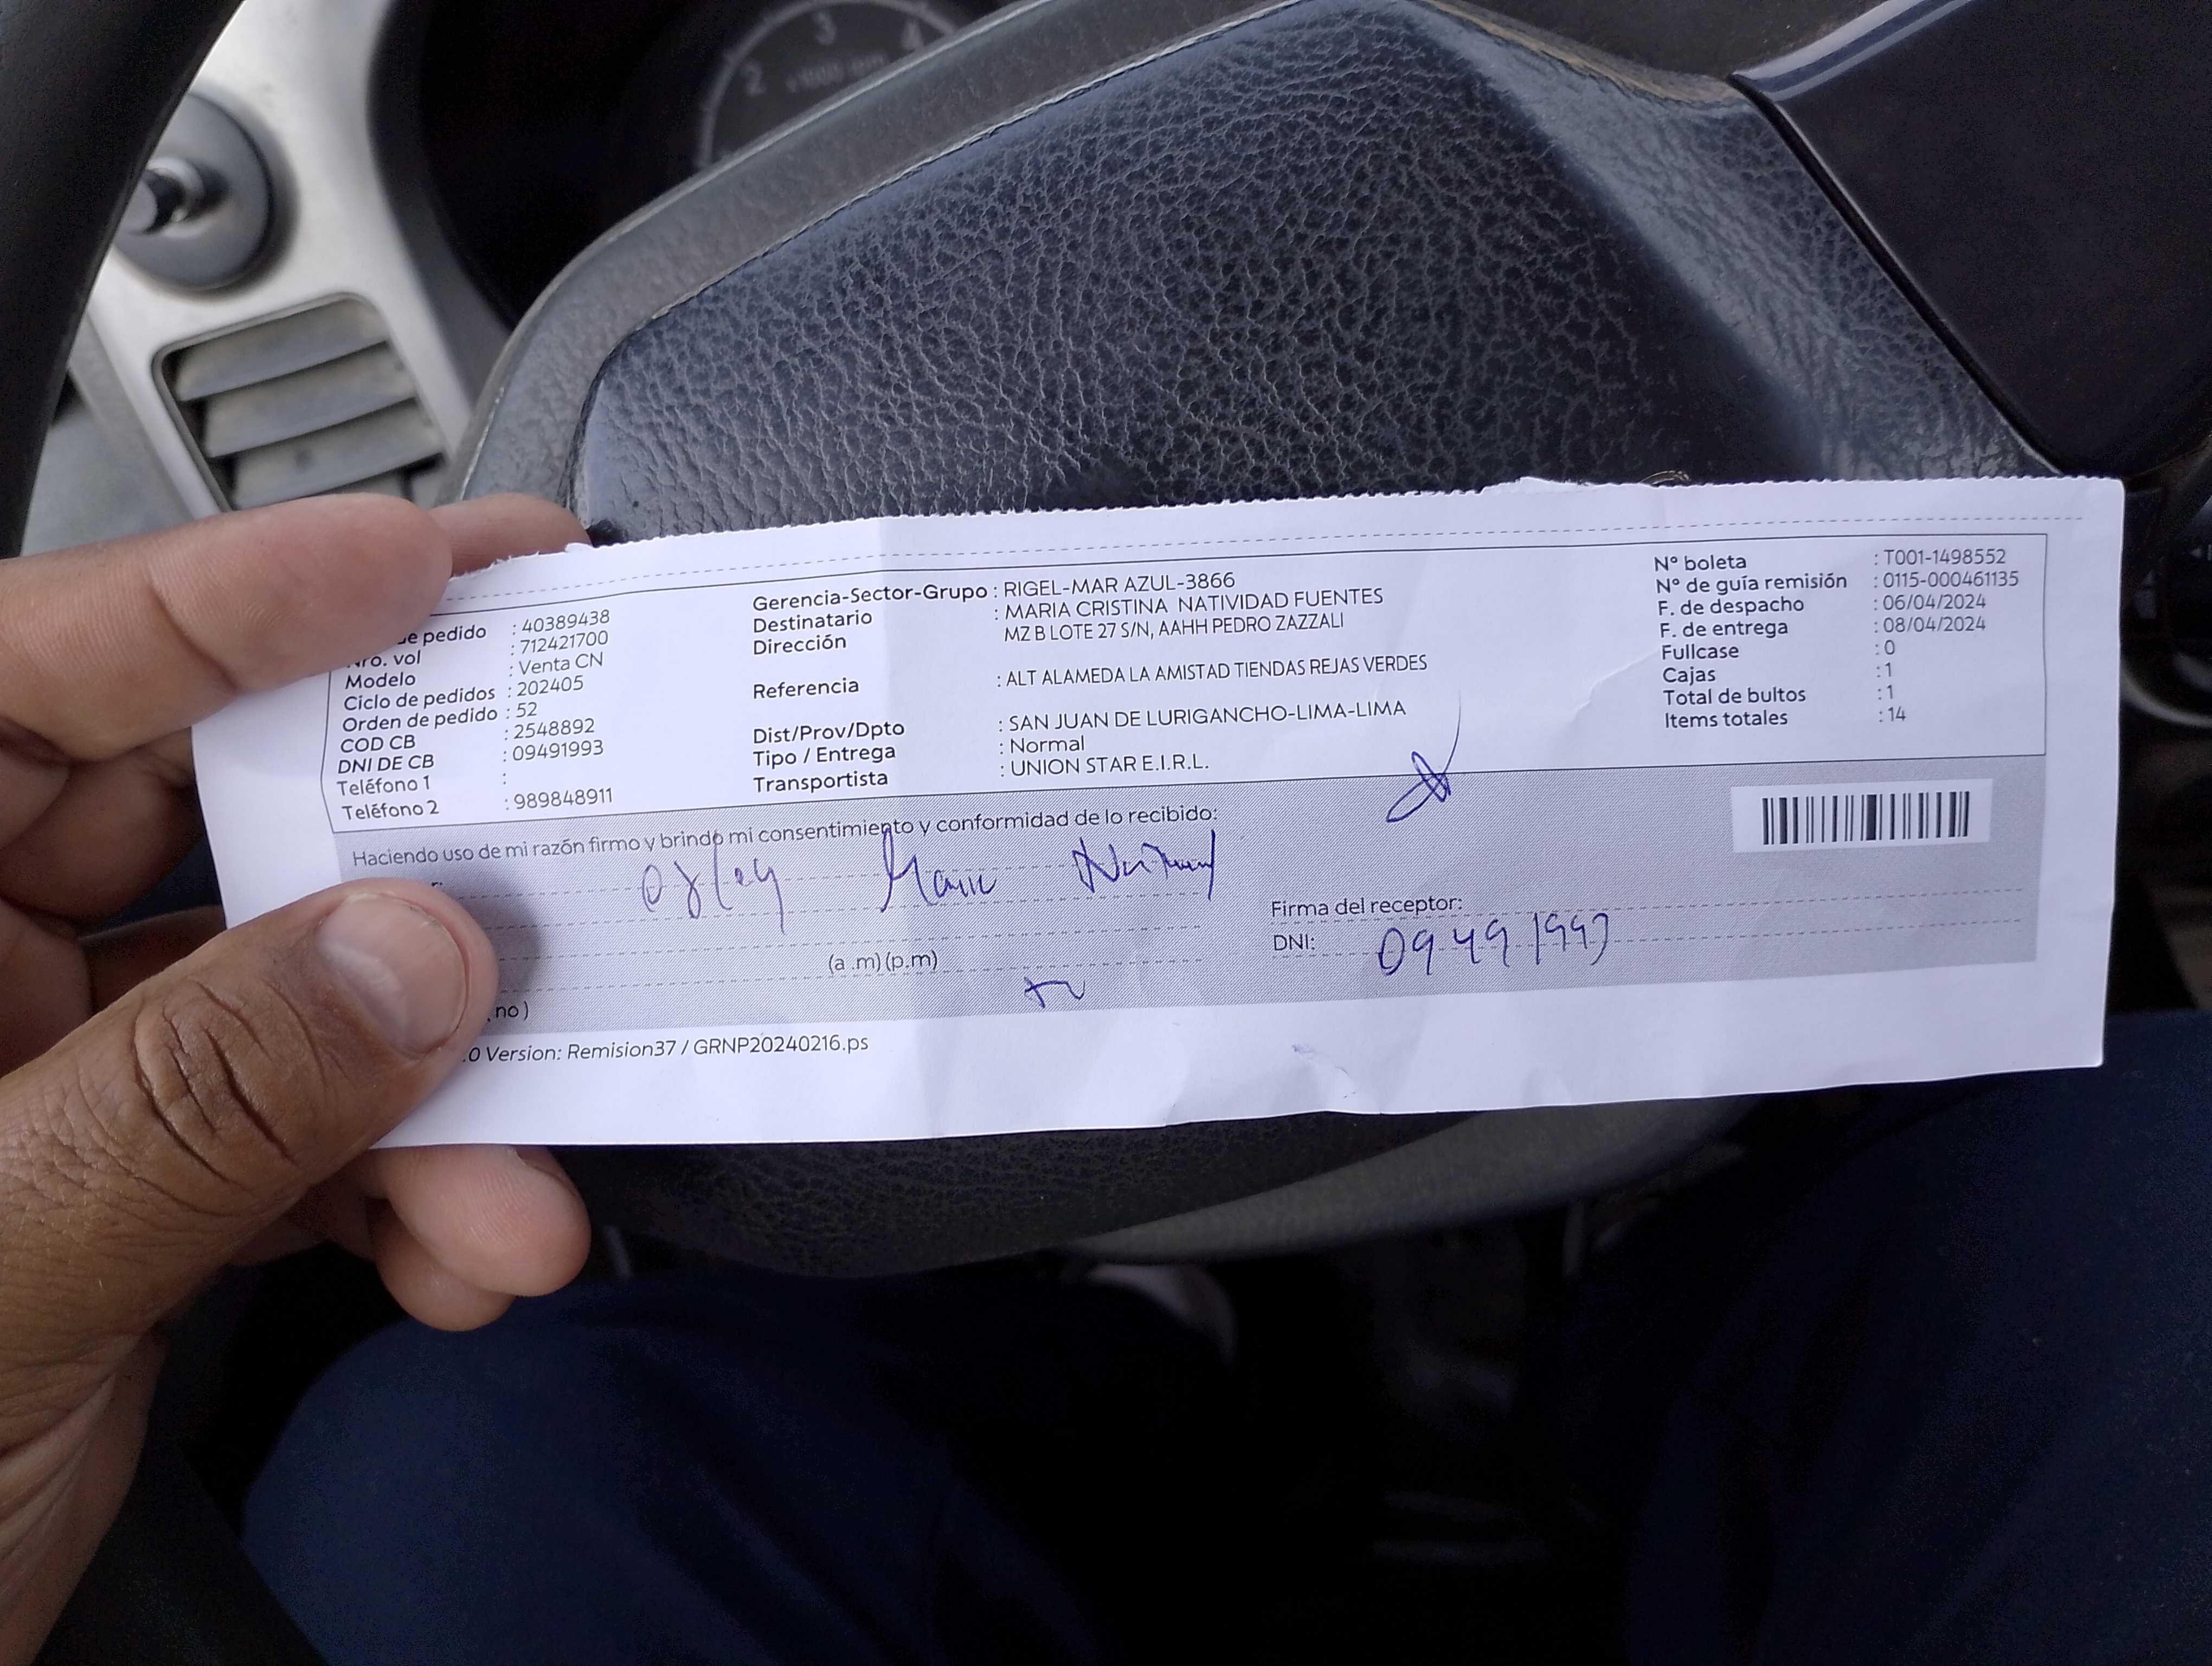 3
4
2
x1000 rpm
de pedido : 40389438
Nro. vol : 712421700
Modelo : Venta CN
Ciclo de pedidos : 202405
Orden de pedido : 52
COD CB : 2548892
DNI DE CB : 09491993
Teléfono 1 :
Teléfono 2 : 989848911
Gerencia-Sector-Grupo : RIGEL-MAR AZUL-3866
Destinatario : MARIA CRISTINA NATIVIDAD FUENTES
Dirección MZ B LOTE 27 S/N, AAHH PEDRO ZAZZALI
Referencia : ALT ALAMEDA LA AMISTAD TIENDAS REJAS VERDES
Dist/Prov/Dpto : SAN JUAN DE LURIGANCHO-LIMA-LIMA
Tipo / Entrega : Normal
Transportista : UNION STAR E.I.R.L.
N° boleta : T001-1498552
N° de guía remisión : 0115-000461135
F. de despacho : 06/04/2024
F. de entrega : 08/04/2024
Fullcase : 0
Cajas : 1
Total de bultos : 1
Items totales : 14
Haciendo uso de mi razón firmo y brindo mi consentimiento y conformidad de lo recibido:
Firma del receptor:
(a .m) (p.m)
DNI: 09491993
no )
.0 Version: Remision37 / GRNP20240216.ps